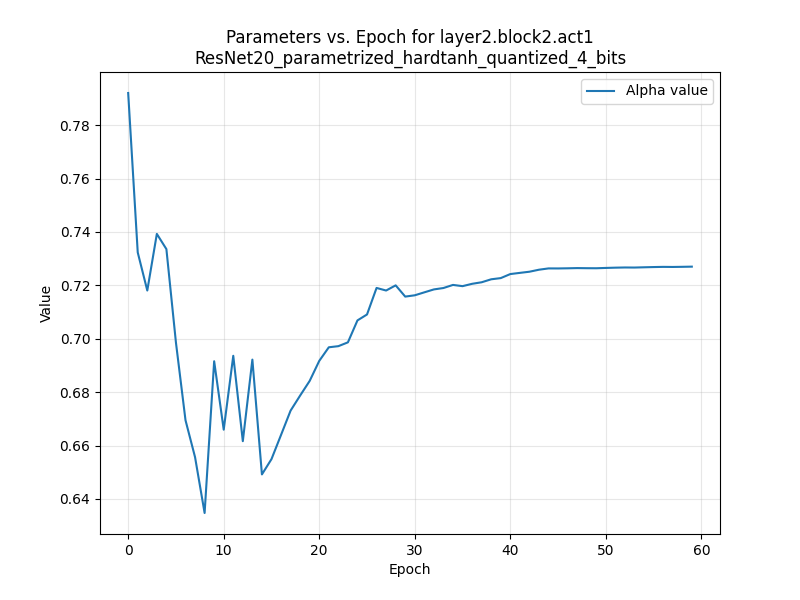 Parameters vs. Epoch for layer2.block2.act1
ResNet20_parametrized_hardtanh_quantized_4_bits
Alpha value
0.78
0.76
0.74
0.72
0.70
0.68
0.66
0.64
Value
0 10 20 30 40 50 60
Epoch